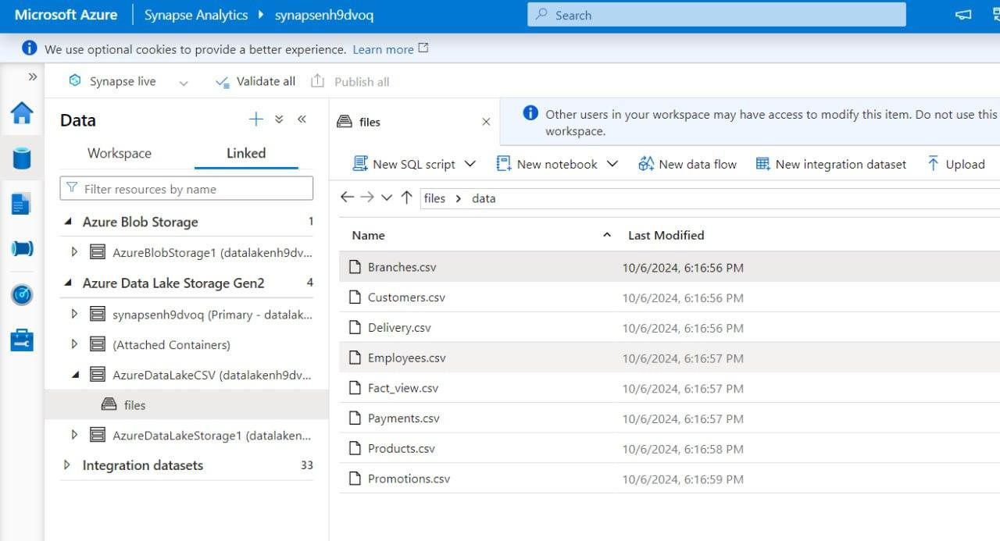 Microsoft Azure Synapse Analytics synapsenh9dvoq Search
We use optional cookies to provide a better experience. Learn more
Synapse live Validate all Publish all
Data
Workspace Linked
Filter resources by name
Azure Blob Storage 1
AzureBlobStorage1 (datalakenh9dv...
Azure Data Lake Storage Gen2 4
synapsenh9dvoq (Primary - datalak...
(Attached Containers)
AzureDataLakeCSV (datalakenh9dv...
files
AzureDataLakeStorage1 (datalaken...
Integration datasets 33
files
Other users in your workspace may have access to modify this item. Do not use this
workspace.
New SQL script New notebook New data flow New integration dataset Upload
files > data
Name Last Modified
Branches.csv 10/6/2024, 6:16:56 PM
Customers.csv 10/6/2024, 6:16:56 PM
Delivery.csv 10/6/2024, 6:16:56 PM
Employees.csv 10/6/2024, 6:16:57 PM
Fact_view.csv 10/6/2024, 6:16:57 PM
Payments.csv 10/6/2024, 6:16:57 PM
Products.csv 10/6/2024, 6:16:58 PM
Promotions.csv 10/6/2024, 6:16:59 PM